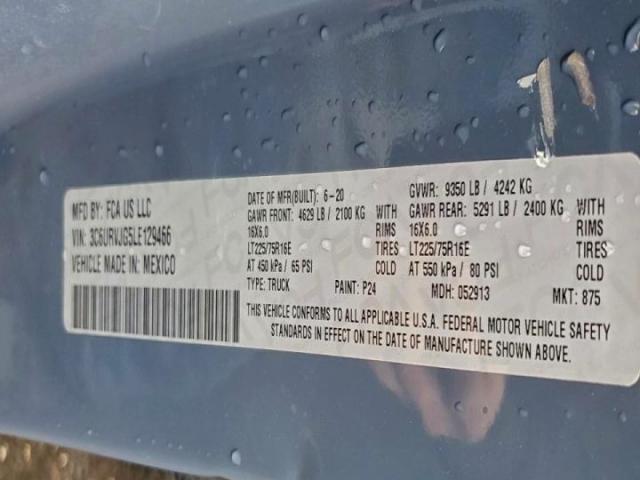 MFD BY: FCA US LLC
VIN: 3C6URVJG5LE129466
VEHICLE MADE IN: MEXICO
DATE OF MFR(BUILT): 6-20
GAWR FRONT: 4629 LB / 2100 KG
16X6.0 RIMS
LT225/75R16E TIRES
AT 450 kPa / 65 PSI COLD
TYPE: TRUCK PAINT: P24
GVWR: 9350 LB / 4242 KG
GAWR REAR: 5291 LB / 2400 KG
16X6.0 RIMS
LT225/75R16E TIRES
AT 550 kPa / 80 PSI COLD
MDH: 052913 MKT: 875
THIS VEHICLE CONFORMS TO ALL APPLICABLE U.S.A. FEDERAL MOTOR VEHICLE SAFETY
STANDARDS IN EFFECT ON THE DATE OF MANUFACTURE SHOWN ABOVE.